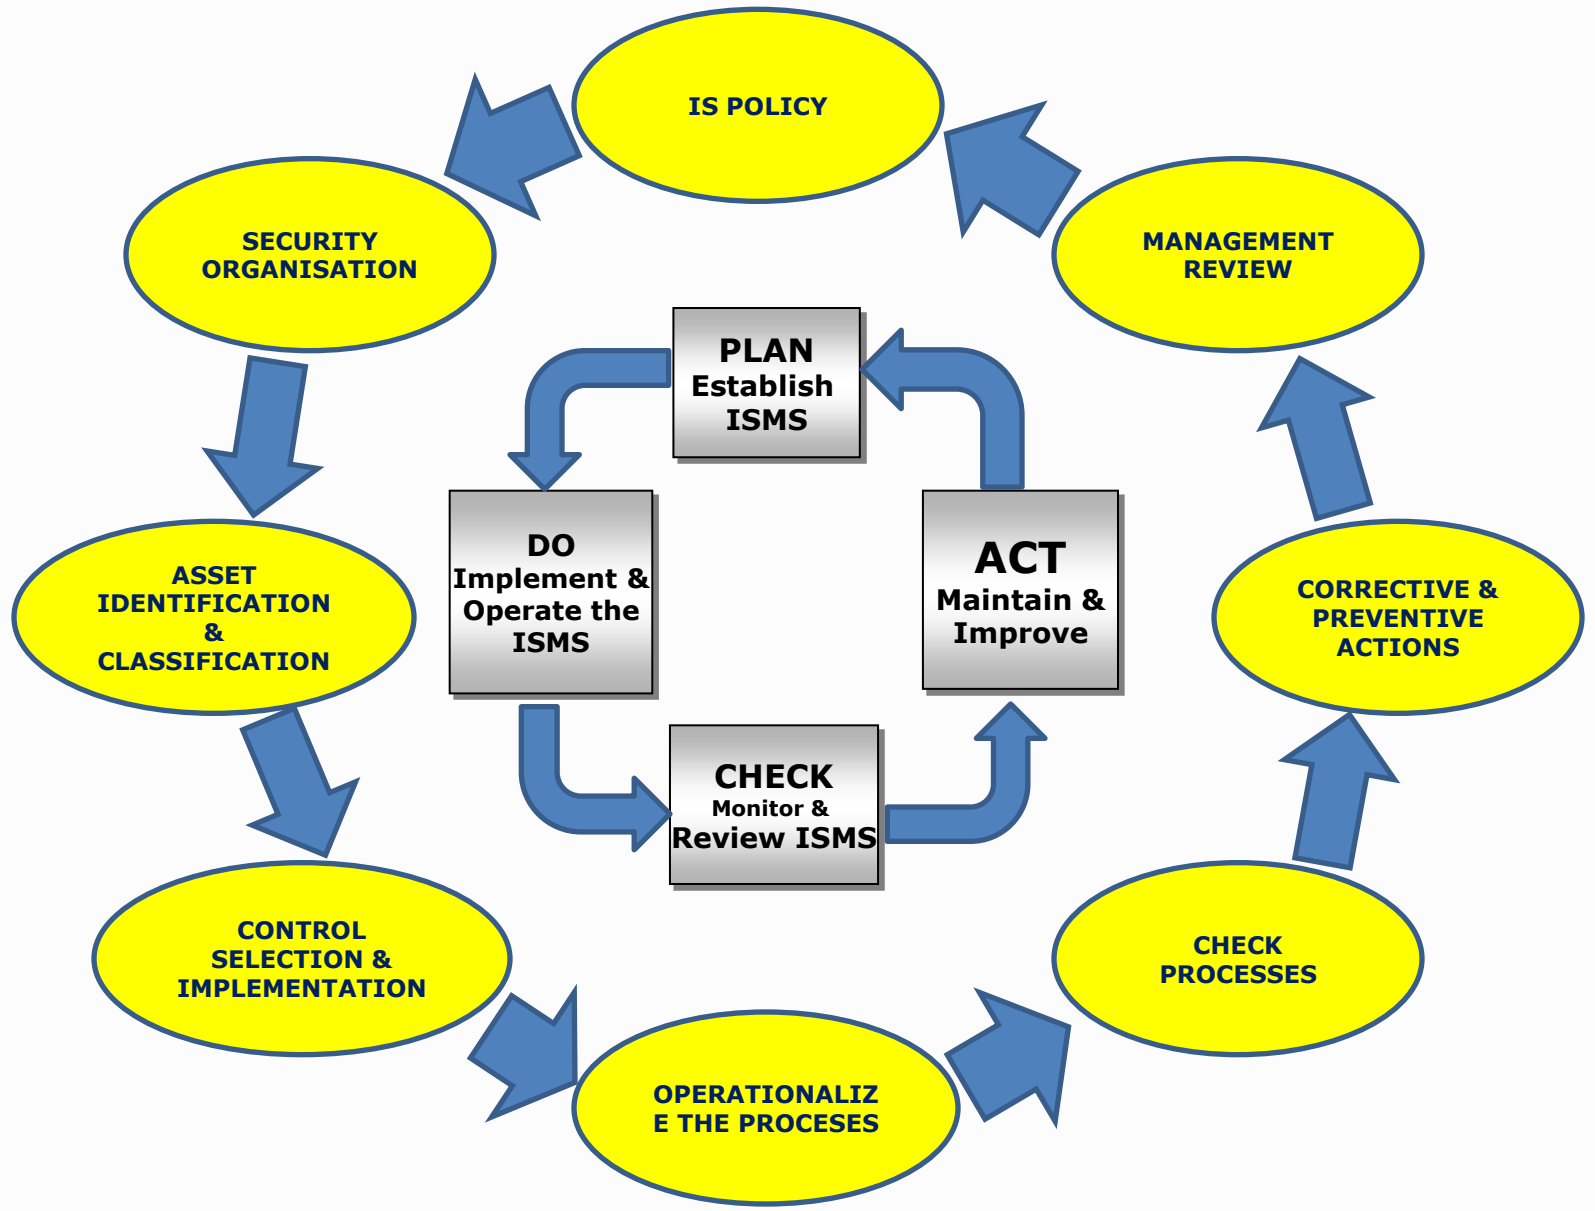 IS POLICY
SECURITY
ORGANISATION
MANAGEMENT
REVIEW
PLAN
Establish
ISMS
DO
Implement &
Operate the
ISMS
ACT
Maintain &
Improve
ASSET
IDENTIFICATION
&
CLASSIFICATION
CORRECTIVE &
PREVENTIVE
ACTIONS
CHECK
Monitor &
Review ISMS
CONTROL
SELECTION &
IMPLEMENTATION
CHECK
PROCESSES
OPERATIONALIZ
E THE PROCESES